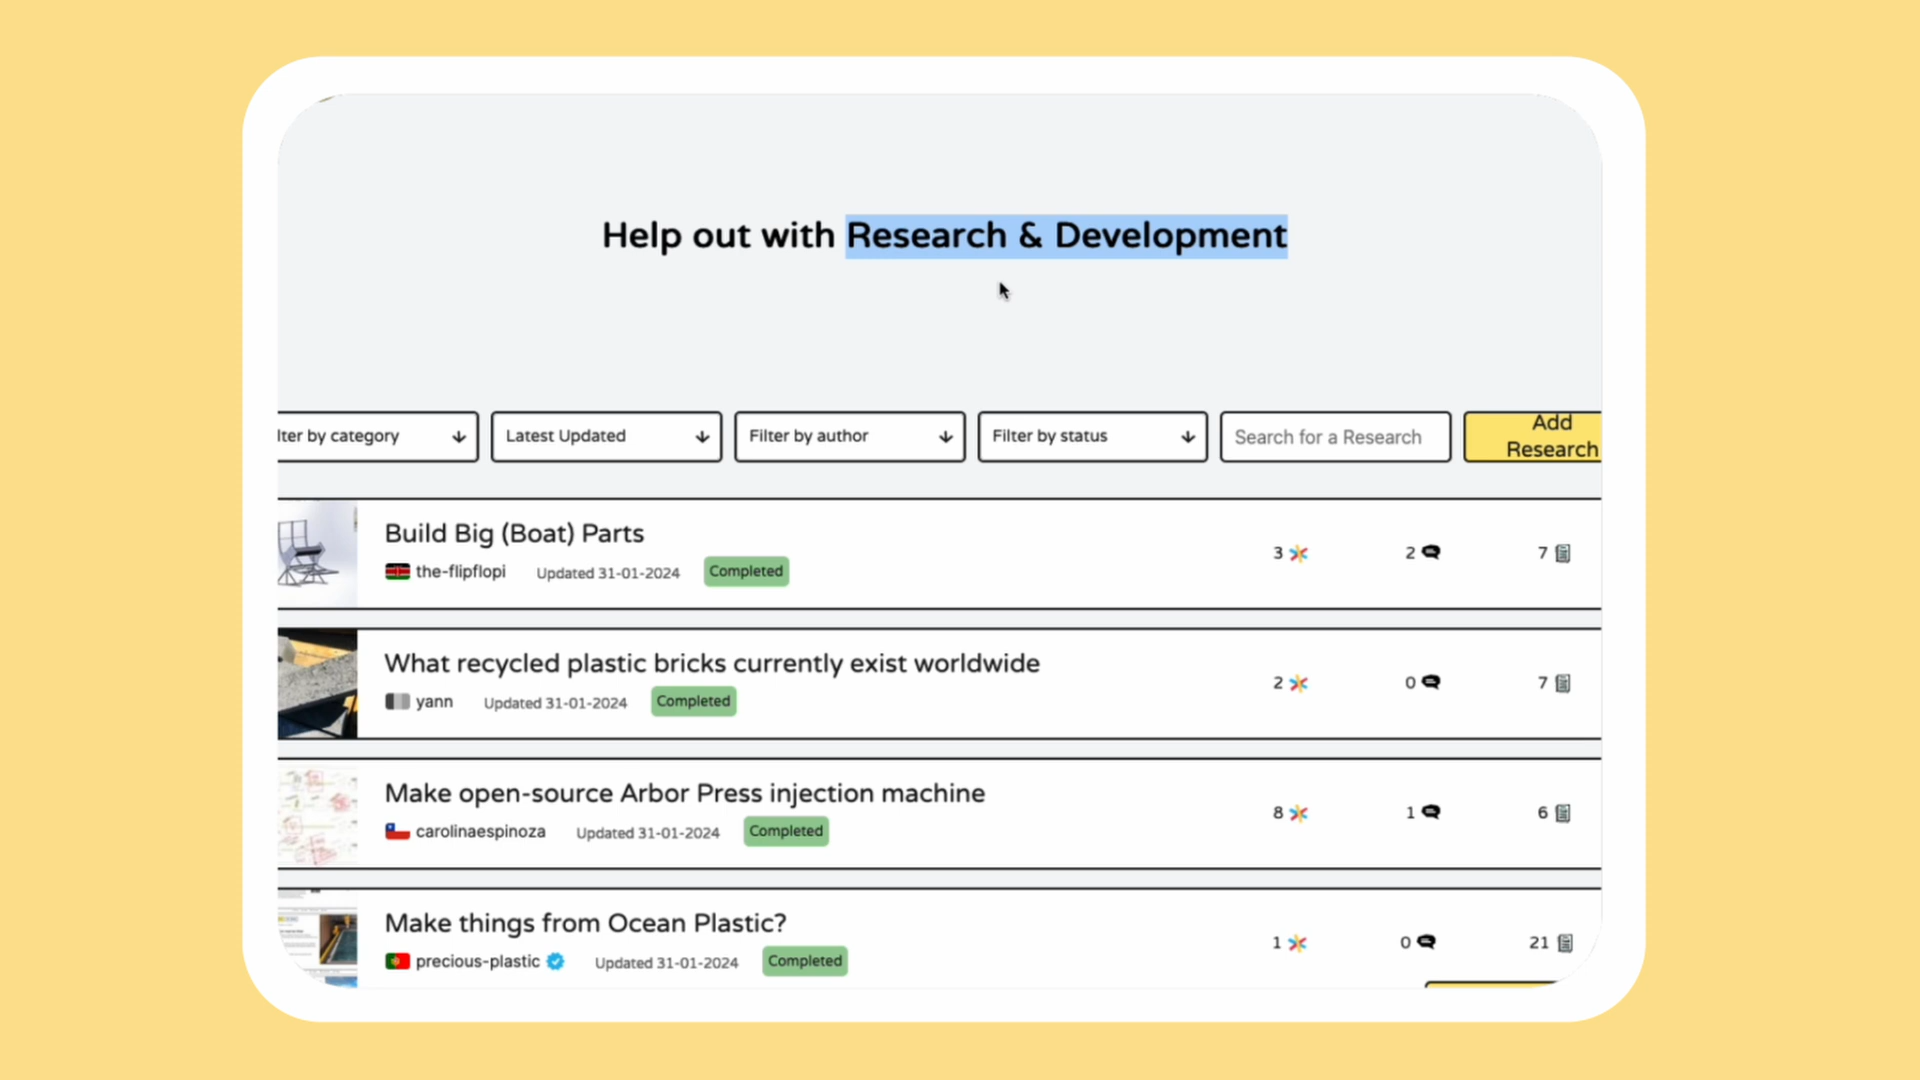 Help out with Research & Development
lter by category
Latest Updated
Filter by author
Filter by status
Search for a Research
Add
Research
Build Big (Boat) Parts
the-flipflopi Updated 31-01-2024 Completed
3 2 7
What recycled plastic bricks currently exist worldwide
yann Updated 31-01-2024 Completed
2 0 7
Make open-source Arbor Press injection machine
carolinaespinoza Updated 31-01-2024 Completed
8 1 6
Make things from Ocean Plastic?
precious-plastic Updated 31-01-2024 Completed
1 0 21